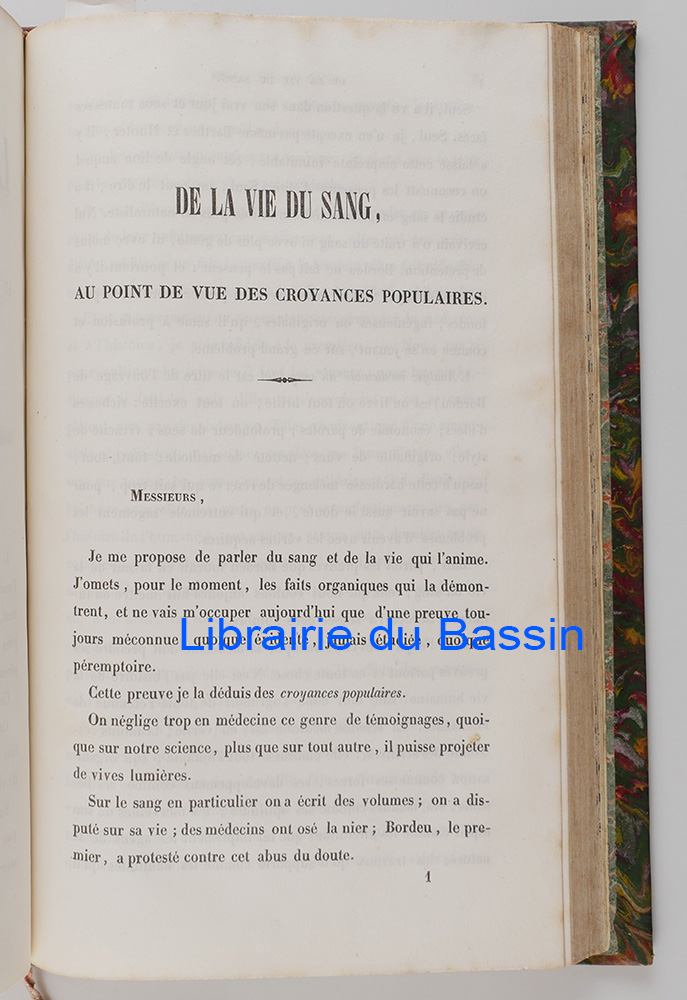 DE LA VIE DU SANG,
AU POINT DE VUE DES CROYANCES POPULAIRES.
MESSIEURS,
Je me propose de parler du sang et de la vie qui l'anime.
J'omets, pour le moment, les faits organiques qui la démon-
trent, et ne vais m'occuper aujourd'hui que d'une preuve tou-
jours méconnue quoique évidente, jamais étudiée, quoique
Librairie du Bassin
péremptoire.
Cette preuve je la déduis des croyances populaires.
On néglige trop en médecine ce genre de témoignages, quoi-
que sur notre science, plus que sur tout autre, il puisse projeter
de vives lumières.
Sur le sang en particulier on a écrit des volumes; on a dis-
puté sur sa vie; des médecins ont osé la nier; Bordeu, le pre-
mier, a protesté contre cet abus du doute.
1